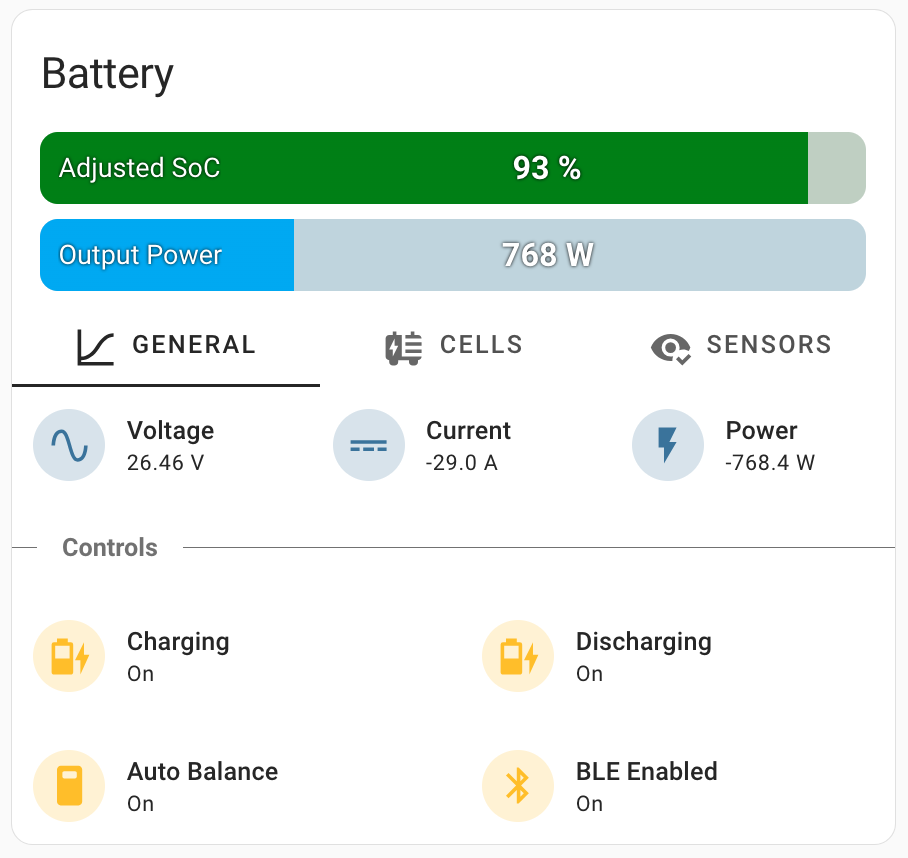 Battery
Adjusted SoC 93 %
Output Power 768 W
GENERAL CELLS SENSORS
Voltage Current Power
26.46 V -29.0 A -768.4 W
Controls
Charging Discharging
On On
Auto Balance BLE Enabled
On On